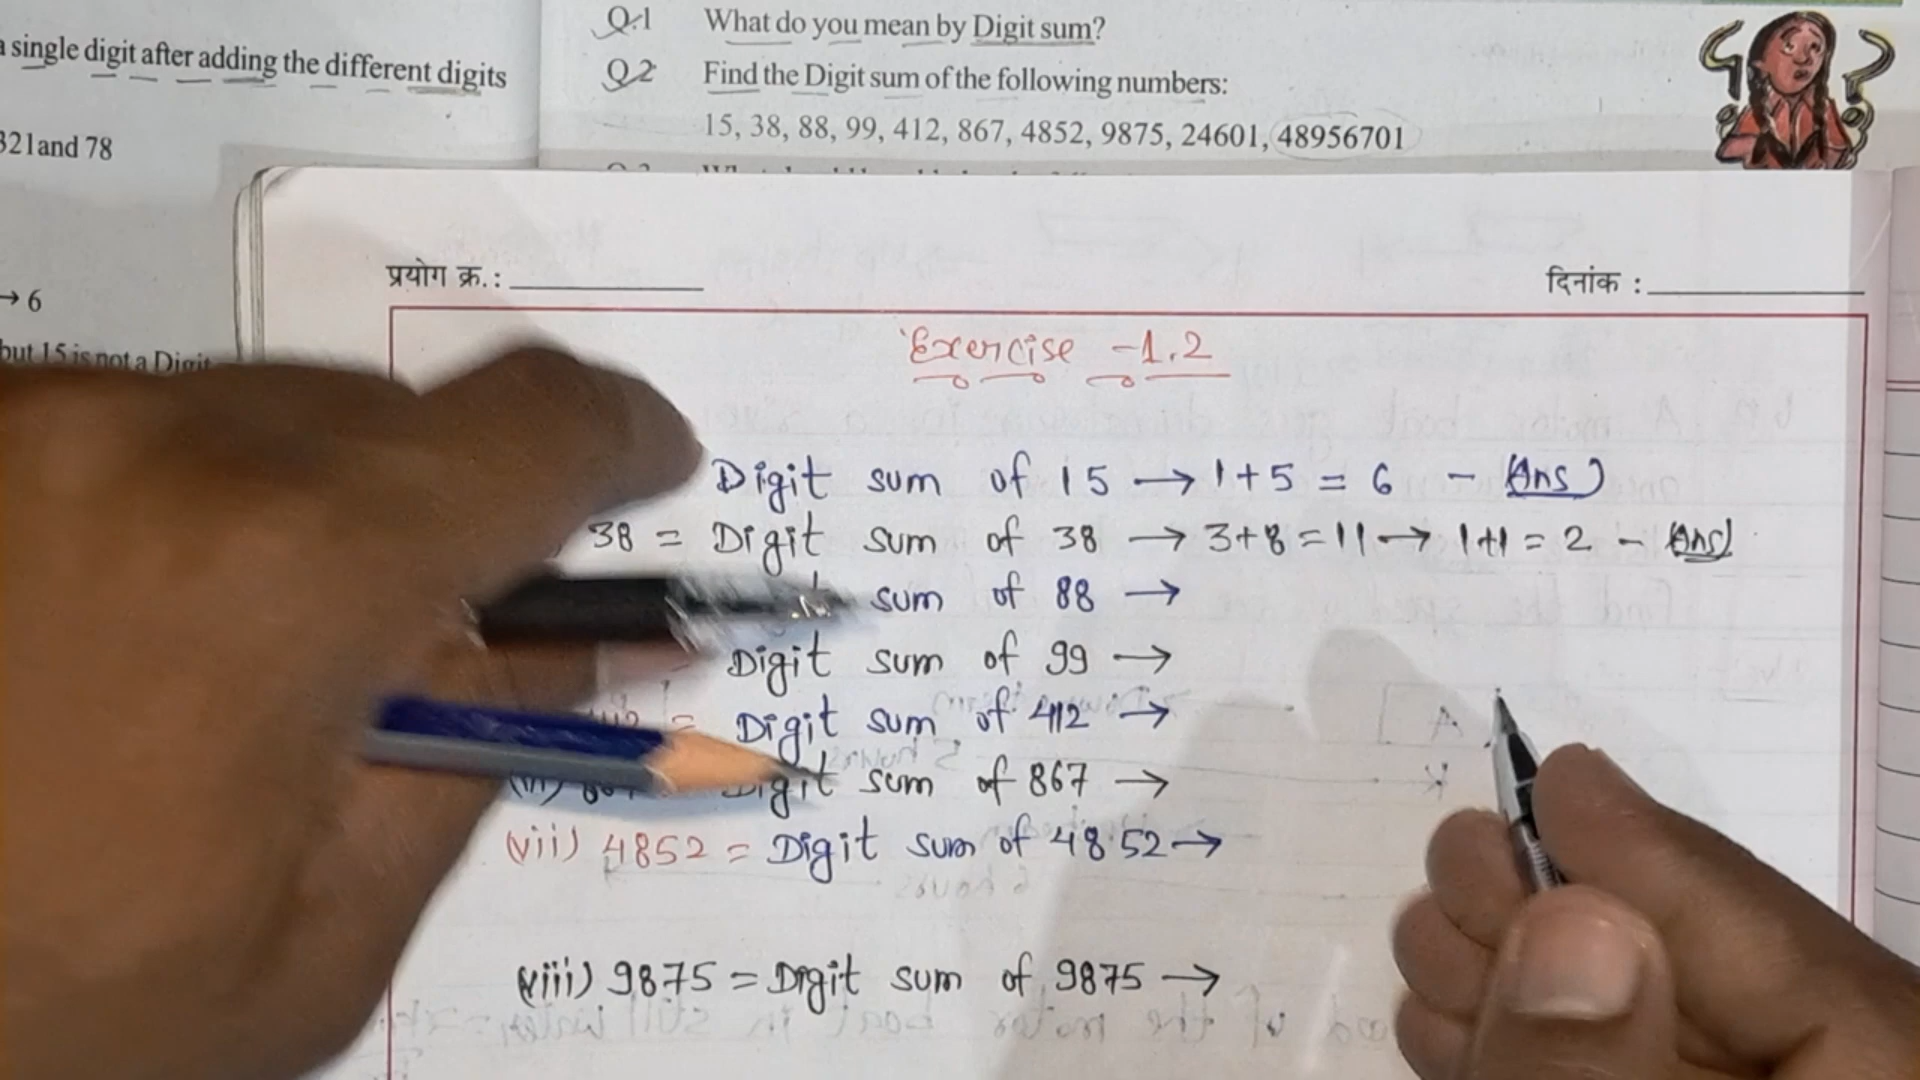 a single digit after adding the different digits
321and 78
→ 6
but 15 is not a Digit
Q.1 What do you mean by Digit sum?
Q.2 Find the Digit sum of the following numbers:
15, 38, 88, 99, 412, 867, 4852, 9875, 24601, 48956701
प्रयोग क्र. :
दिनांक :
Exercise - 1.2
Digit sum of 15 → 1+5 = 6 - (Ans)
38 = Digit sum of 38 → 3+8 = 11 → 1+1 = 2 - (Ans)
sum of 88 →
Digit sum of 99 →
= Digit sum of 412 →
Digit sum of 867 →
(vii) 4852 = Digit sum of 4852 →
(viii) 9875 = Digit sum of 9875 →